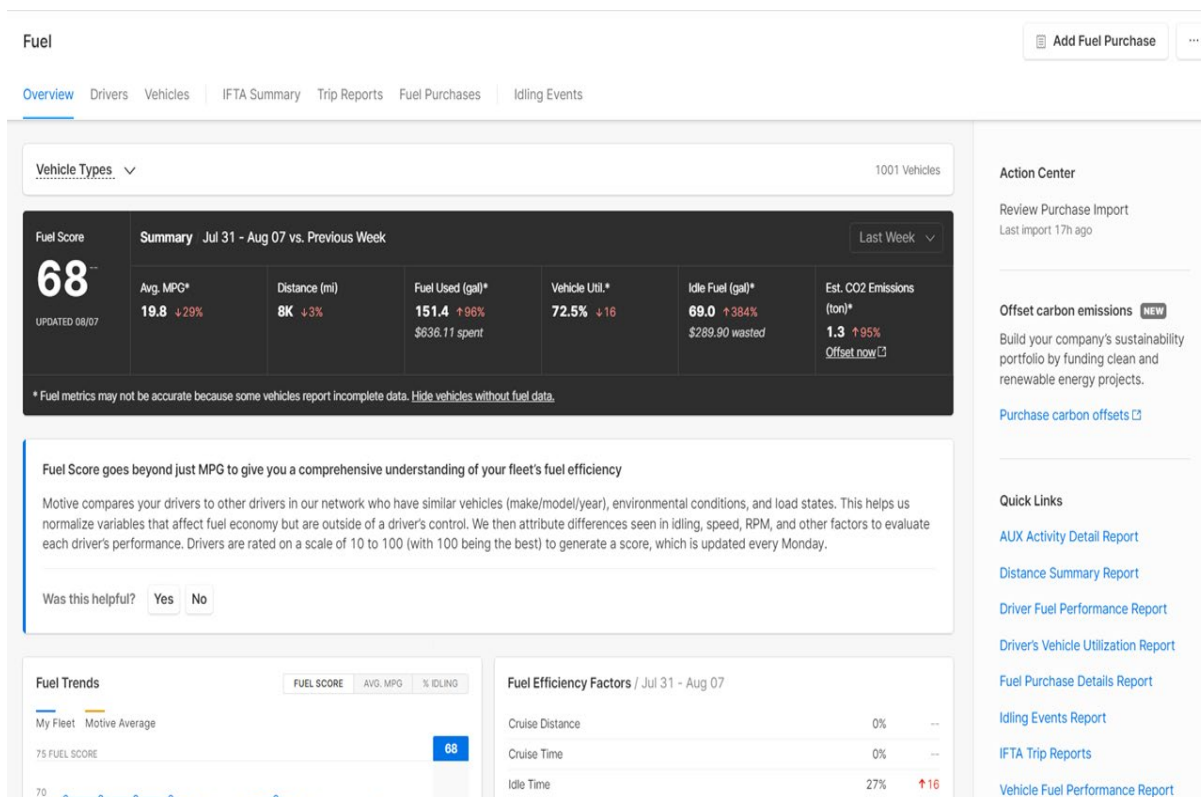 Fuel
Add Fuel Purchase
...
Overview Drivers Vehicles IFTA Summary Trip Reports Fuel Purchases Idling Events
Vehicle Types
1001 Vehicles
Fuel Score
68 --
UPDATED 08/07
Summary Jul 31 - Aug 07 vs. Previous Week
Last Week
Avg. MPG*
19.8 ↓29%
Distance (mi)
8K ↓3%
Fuel Used (gal)*
151.4 ↑96%
$636.11 spent
Vehicle Util.*
72.5% ↓16
Idle Fuel (gal)*
69.0 ↑384%
$289.90 wasted
Est. CO2 Emissions
(ton)*
1.3 ↑95%
Offset now
* Fuel metrics may not be accurate because some vehicles report incomplete data. Hide vehicles without fuel data.
Fuel Score goes beyond just MPG to give you a comprehensive understanding of your fleet's fuel efficiency
Motive compares your drivers to other drivers in our network who have similar vehicles (make/model/year), environmental conditions, and load states. This helps us
normalize variables that affect fuel economy but are outside of a driver's control. We then attribute differences seen in idling, speed, RPM, and other factors to evaluate
each driver's performance. Drivers are rated on a scale of 10 to 100 (with 100 being the best) to generate a score, which is updated every Monday.
Was this helpful? Yes No
Fuel Trends
FUEL SCORE AVG. MPG % IDLING
My Fleet Motive Average
75 FUEL SCORE
68
70
Fuel Efficiency Factors / Jul 31 - Aug 07
Cruise Distance 0% --
Cruise Time 0% --
Idle Time 27% ↑16
Action Center
Review Purchase Import
Last import 17h ago
Offset carbon emissions NEW
Build your company's sustainability
portfolio by funding clean and
renewable energy projects.
Purchase carbon offsets
Quick Links
AUX Activity Detail Report
Distance Summary Report
Driver Fuel Performance Report
Driver's Vehicle Utilization Report
Fuel Purchase Details Report
Idling Events Report
IFTA Trip Reports
Vehicle Fuel Performance Report